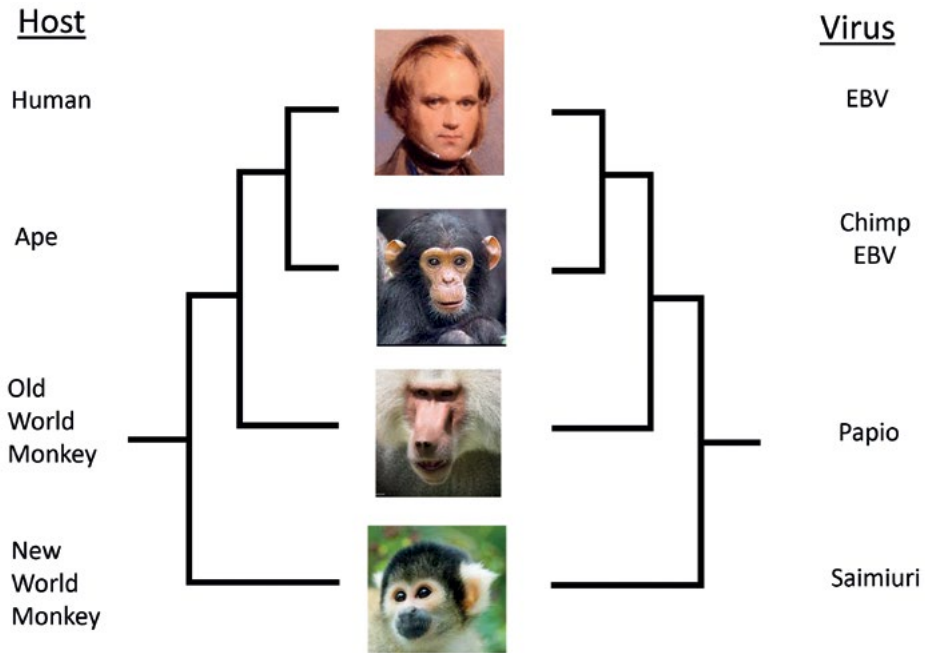 Host
Virus
Human
EBV
Ape
Chimp
EBV
Old
World
Monkey
Papio
New
World
Monkey
Saimiuri